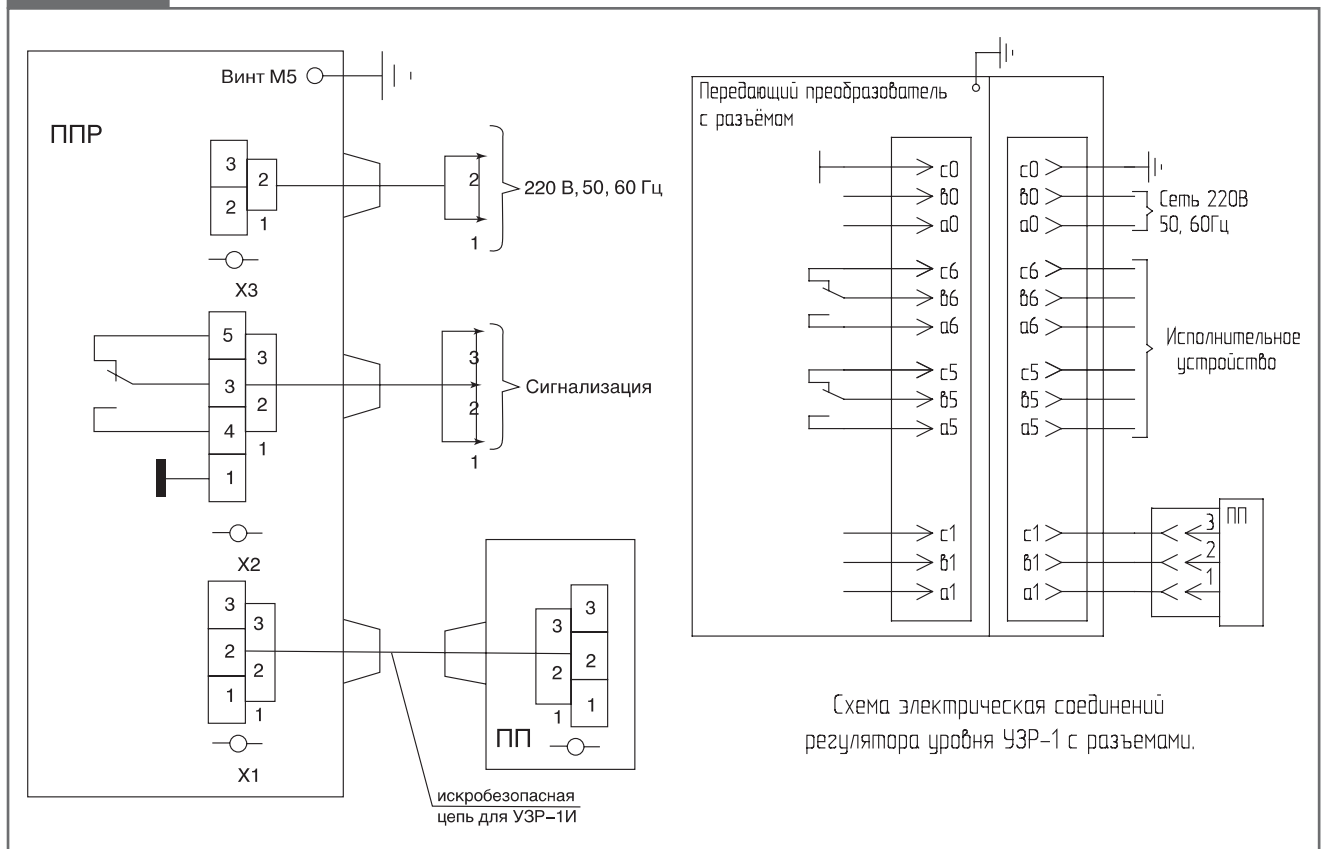 Винт М5
ППР
3
2
2
1
Х3
2
1
220 В, 50, 60 Гц
5
3
4
1
3
2
1
Х2
3
2
1
Сигнализация
3
2
1
3
2
1
Х1
3
2
1
3
2
1
ПП
искробезопасная
цепь для УЗР–1И
Передающий преобразователь
с разъёмом
с0
с0
в0
в0
а0
а0
Сеть 220В
50, 60Гц
с6
с6
в6
в6
а6
а6
с5
с5
в5
в5
а5
а5
Исполнительное
устройство
с1
с1
3
в1
в1
2
а1
а1
1
ПП
Схема электрическая соединений
регулятора уровня УЗР–1 с разъемами.